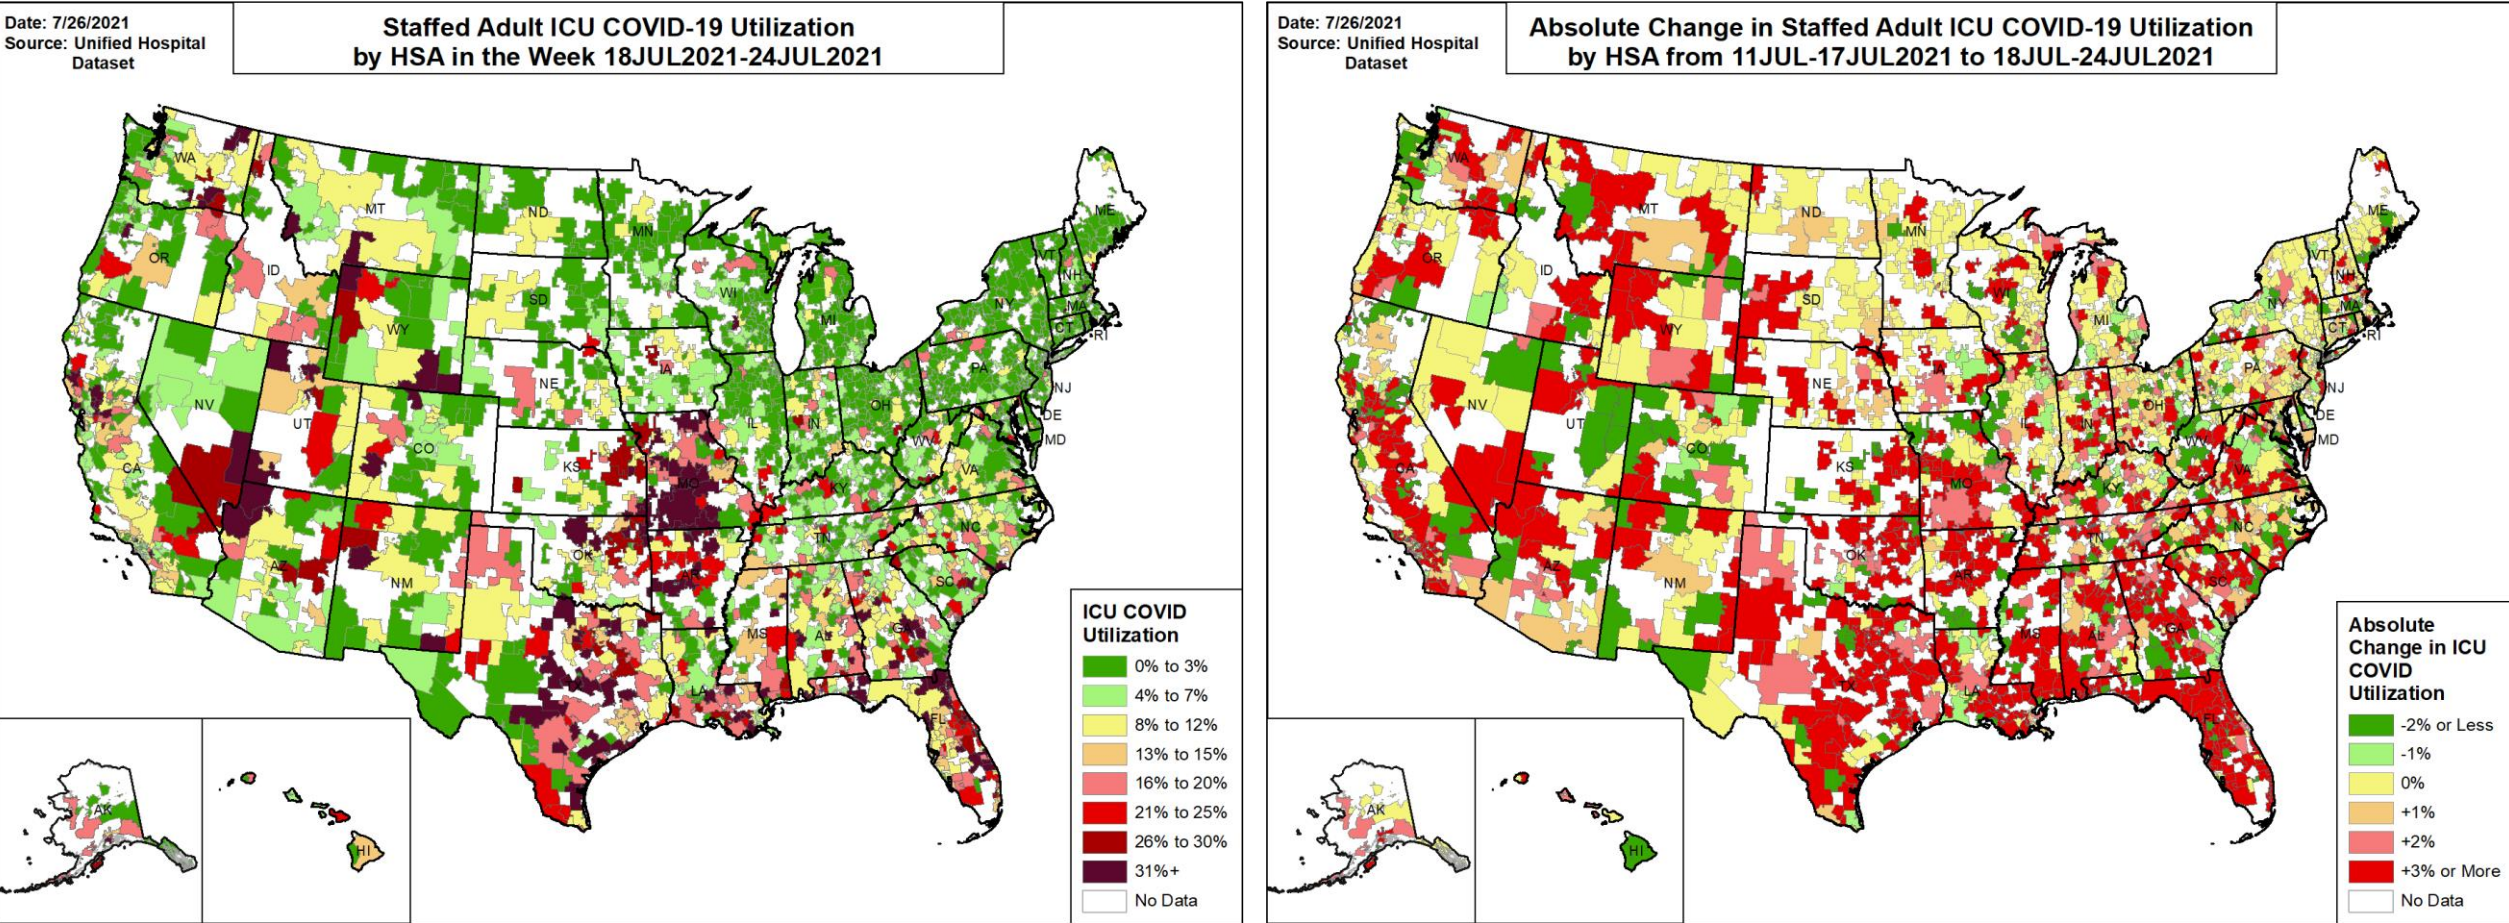 Date: 7/26/2021
Source: Unified Hospital
Dataset
Staffed Adult ICU COVID-19 Utilization
by HSA in the Week 18JUL2021-24JUL2021
WA
MT
ND
MN
ME
OR
ID
SD
WI
VT
NH
NY
MA
WY
MI
CT
RI
NE
IA
PA
NJ
NV
OH
DE
UT
IL
IN
WV
MD
CA
CO
KS
MO
VA
KY
NC
TN
AZ
OK
NM
AR
SC
MS
AL
GA
LA
FL
AK
HI
ICU COVID
Utilization
0% to 3%
4% to 7%
8% to 12%
13% to 15%
16% to 20%
21% to 25%
26% to 30%
31%+
No Data
Date: 7/26/2021
Source: Unified Hospital
Dataset
Absolute Change in Staffed Adult ICU COVID-19 Utilization
by HSA from 11JUL-17JUL2021 to 18JUL-24JUL2021
WA
MT
ND
MN
ME
OR
ID
SD
WI
VT
NH
NY
MA
WY
MI
CT
RI
NE
IA
PA
NJ
NV
OH
DE
UT
IL
IN
WV
MD
CA
CO
KS
MO
VA
KY
NC
TN
AZ
OK
NM
AR
SC
MS
AL
GA
TX
LA
FL
AK
HI
Absolute
Change in ICU
COVID
Utilization
-2% or Less
-1%
0%
+1%
+2%
+3% or More
No Data